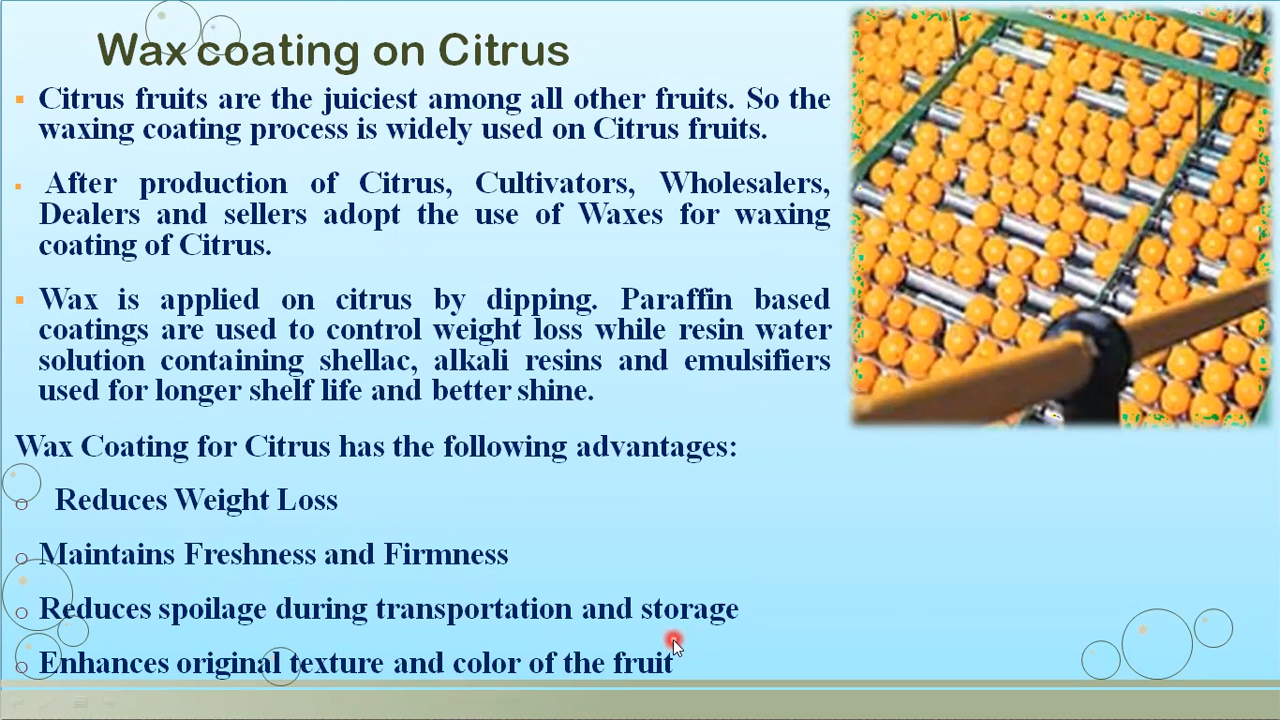 Wax coating on Citrus
Citrus fruits are the juiciest among all other fruits. So the
waxing coating process is widely used on Citrus fruits.
After production of Citrus, Cultivators, Wholesalers,
Dealers and sellers adopt the use of Waxes for waxing
coating of Citrus.
Wax is applied on citrus by dipping. Paraffin based
coatings are used to control weight loss while resin water
solution containing shellac, alkali resins and emulsifiers
used for longer shelf life and better shine.
Wax Coating for Citrus has the following advantages:
Reduces Weight Loss
Maintains Freshness and Firmness
Reduces spoilage during transportation and storage
Enhances original texture and color of the fruit